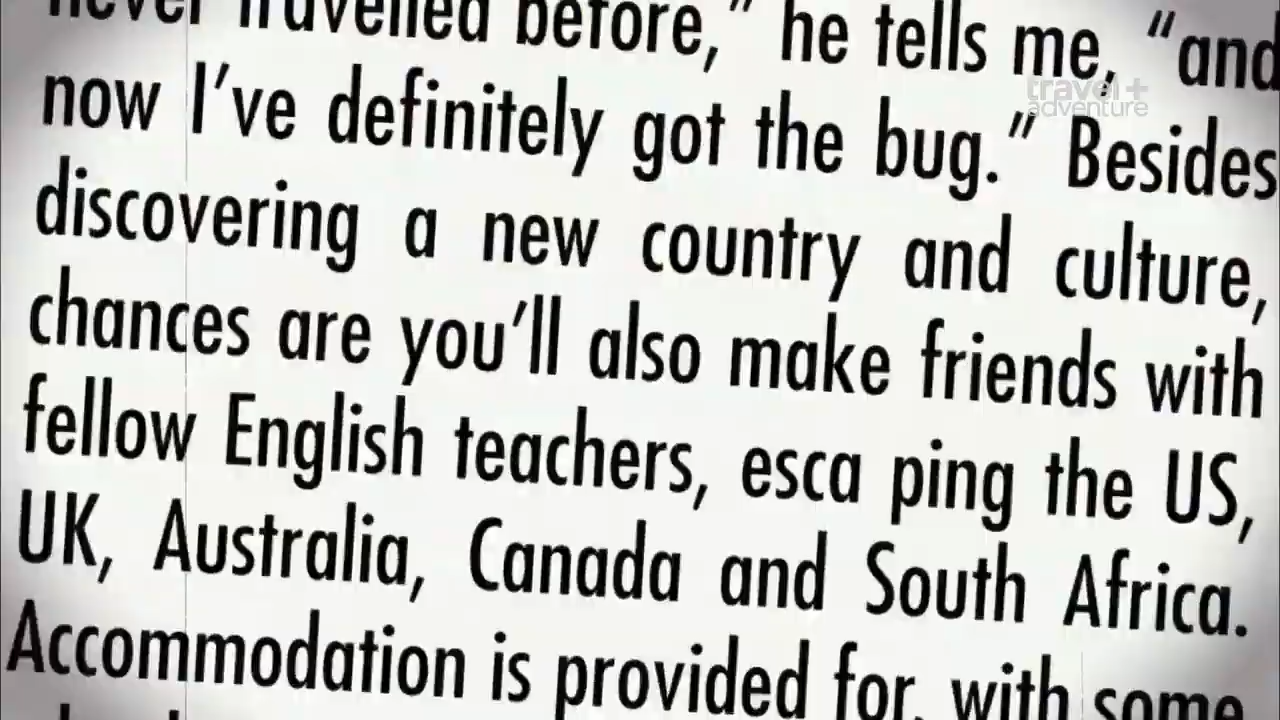 never travelled before,” he tells me, “and
now I’ve definitely got the bug.” Besides
discovering a new country and culture,
chances are you’ll also make friends with
fellow English teachers, esca ping the US,
UK, Australia, Canada and South Africa.
Accommodation is provided for, with some
travel+
adventure